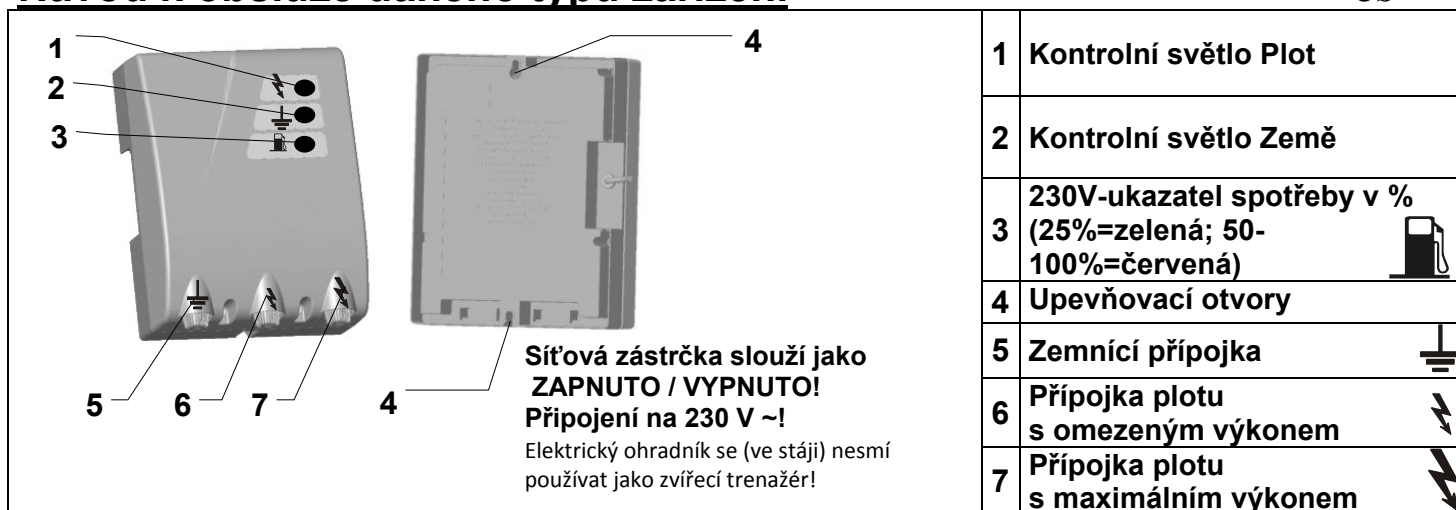 1
2
3
4
5
6
7
4
Síťová zástrčka slouží jako
ZAPNUTO / VYPNUTO!
Připojení na 230 V ~!
Elektrický ohradník se (ve stáji) nesmí
používat jako zvířecí trenažér!
1 Kontrolní světlo Plot
2 Kontrolní světlo Země
3 230V-ukazatel spotřeby v %
(25%=zelená; 50-
100%=červená)
4 Upevňovací otvory
5 Zemnící přípojka
6 Přípojka plotu
s omezeným výkonem
7 Přípojka plotu
s maximálním výkonem